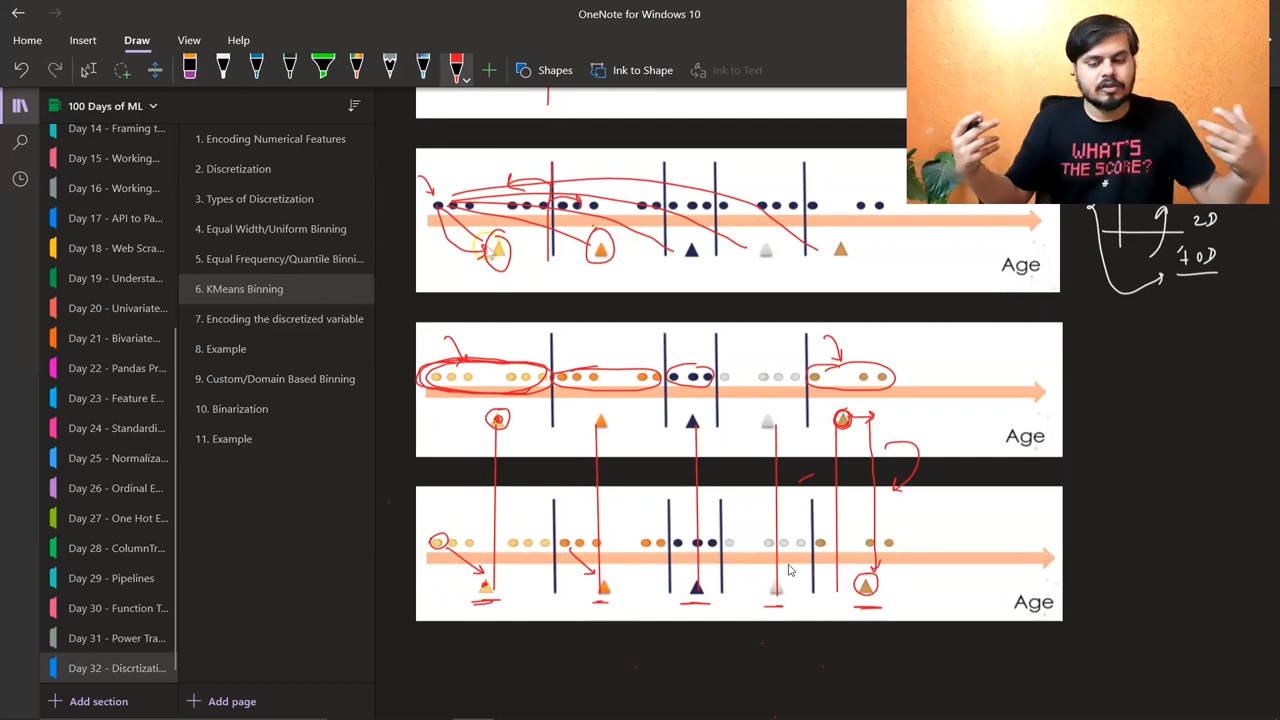 OneNote for Windows 10
Home Insert Draw View Help
Shapes Ink to Shape Ink to Text
100 Days of ML
Day 14 - Framing t...
Day 15 - Working...
Day 16 - Working...
Day 17 - API to Pa...
Day 18 - Web Scra...
Day 19 - Understa...
Day 20 - Univariate...
Day 21 - Bivariate...
Day 22 - Pandas Pr...
Day 23 - Feature E...
Day 24 - Standardi...
Day 25 - Normaliza...
Day 26 - Ordinal E...
Day 27 - One Hot E...
Day 28 - ColumnTr...
Day 29 - Pipelines
Day 30 - Function T...
Day 31 - Power Tra...
Day 32 - Discrtizati...
Add section
1. Encoding Numerical Features
2. Discretization
3. Types of Discretization
4. Equal Width/Uniform Binning
5. Equal Frequency/Quantile Binni...
6. KMeans Binning
7. Encoding the discretized variable
8. Example
9. Custom/Domain Based Binning
10. Binarization
11. Example
Add page
Age
Age
Age
2D
10D
WHAT'S
THE SCORE?